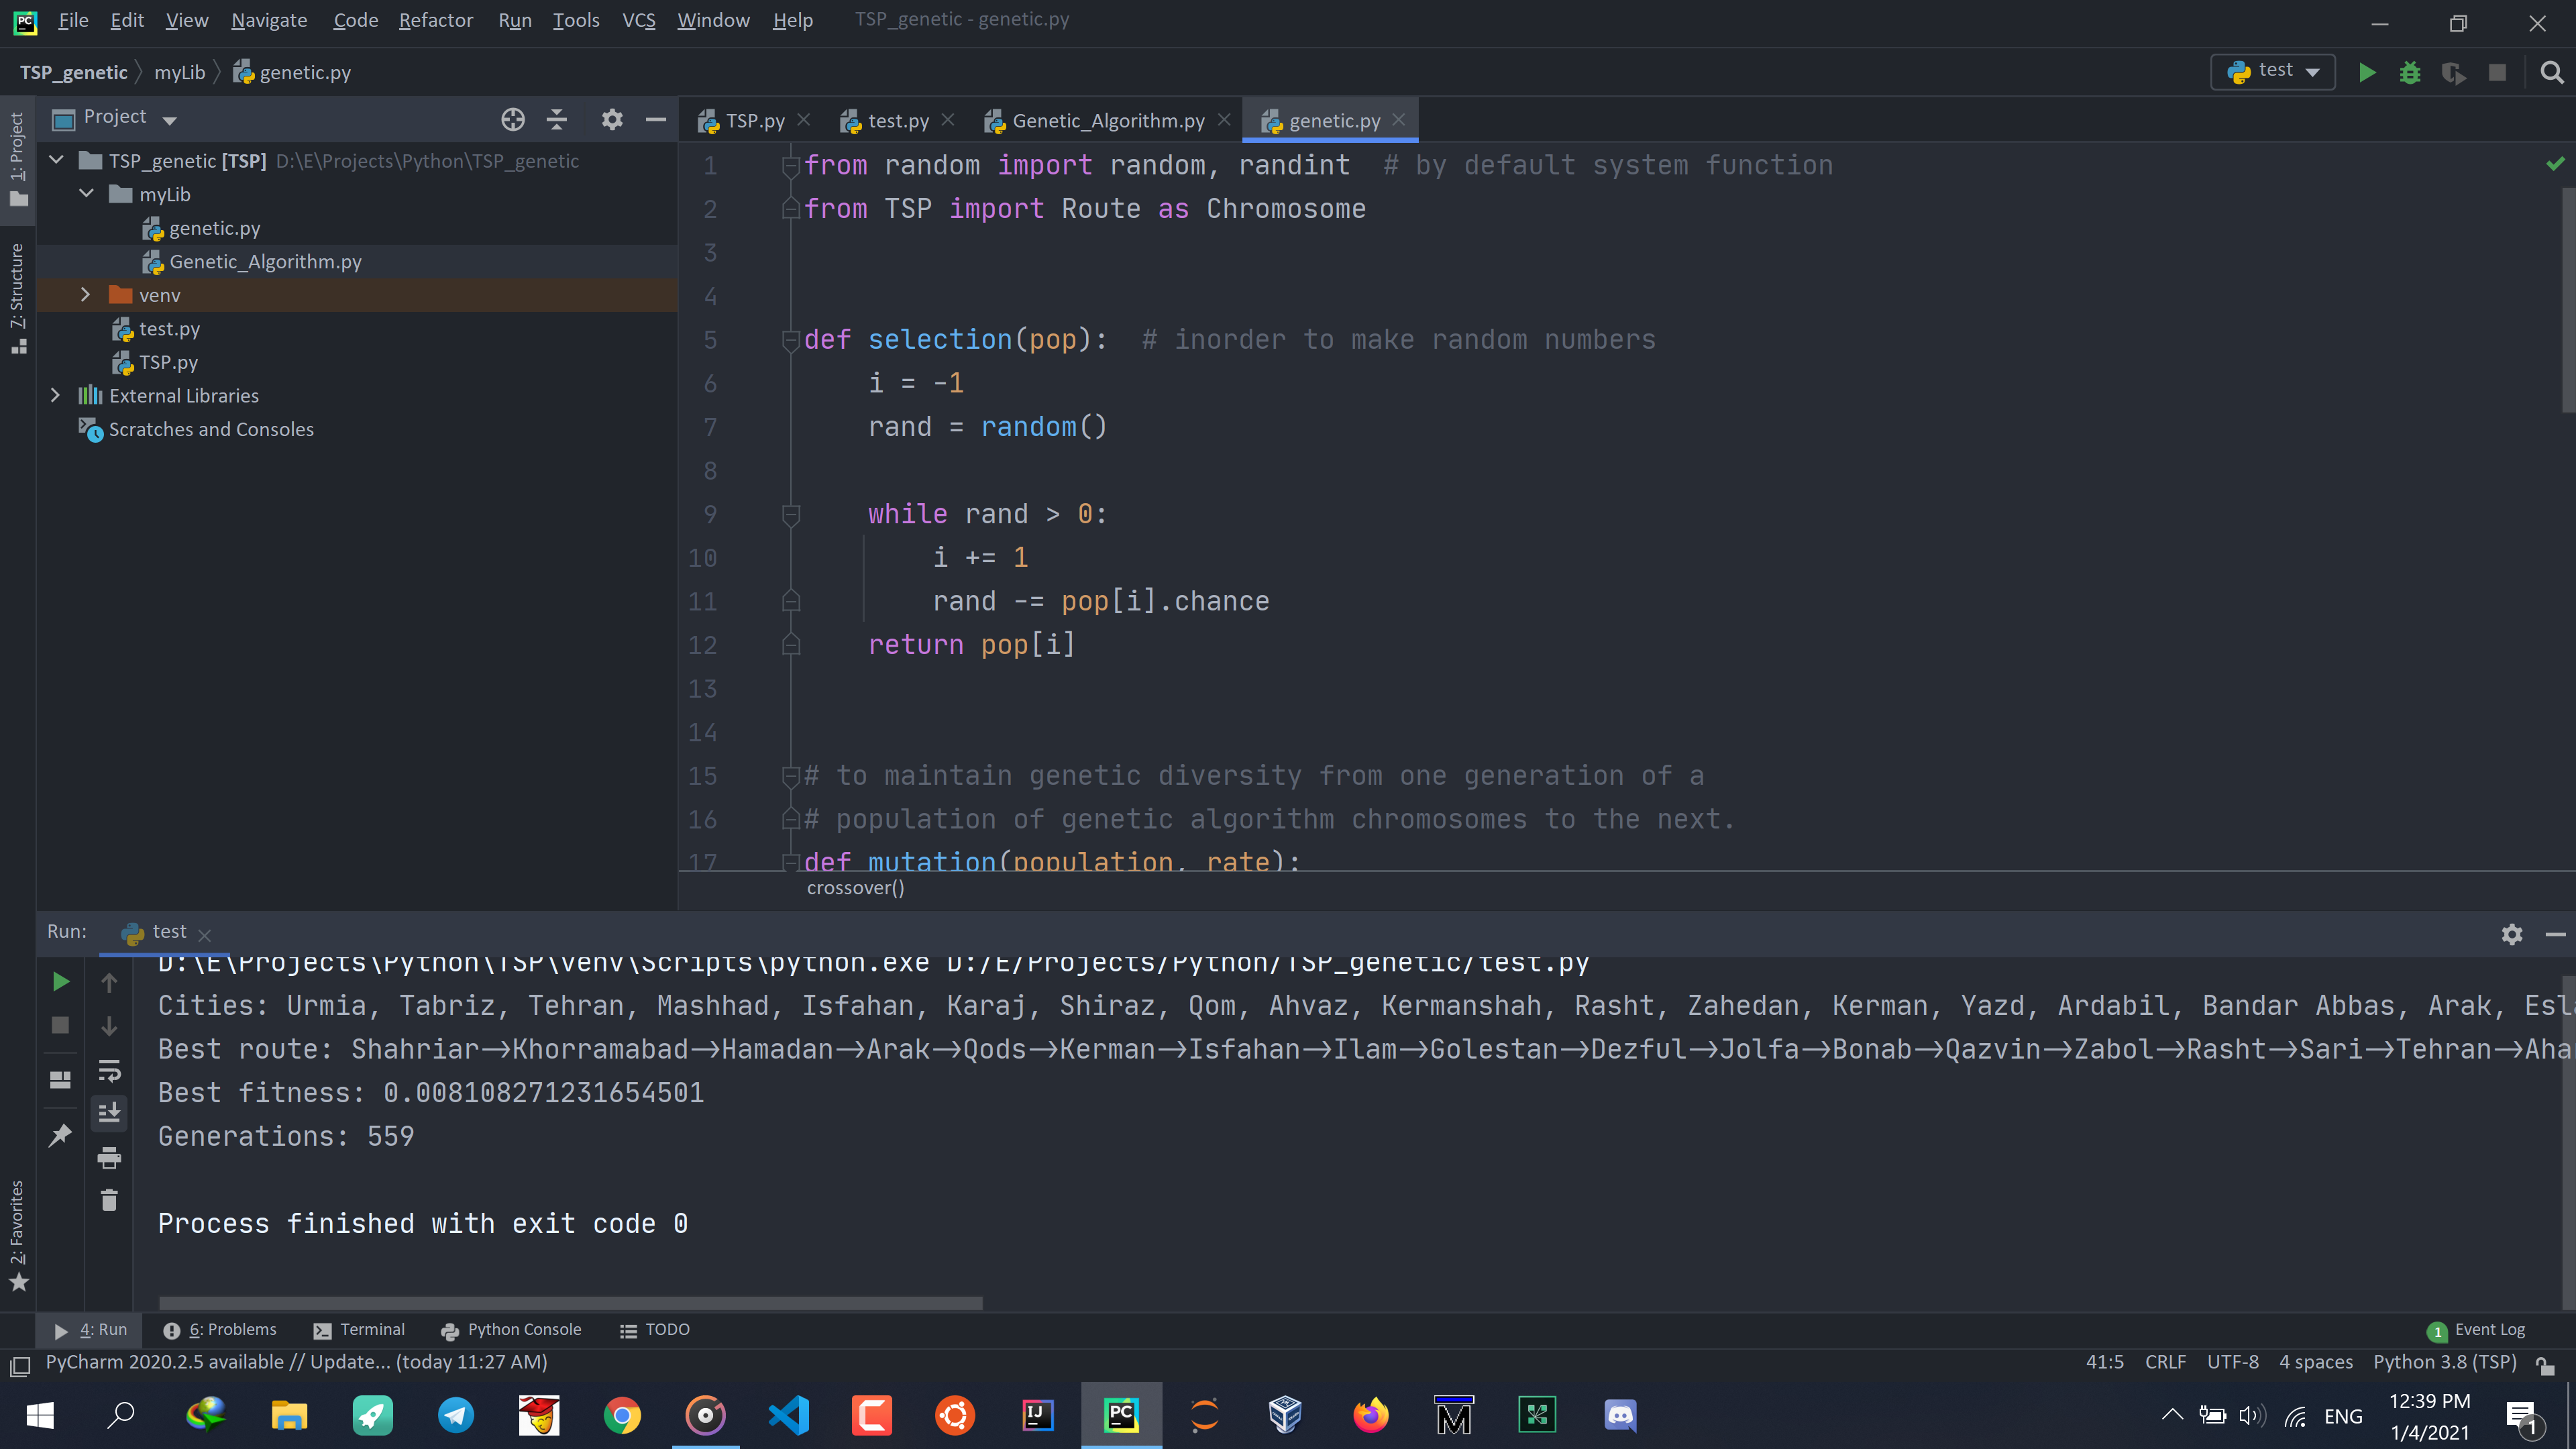 PC File Edit View Navigate Code Refactor Run Tools VCS Window Help TSP_genetic - genetic.py
TSP_genetic myLib genetic.py test
1: Project
7: Structure
2: Favorites
Project
TSP_genetic [TSP] D:\E\Projects\Python\TSP_genetic
myLib
genetic.py
Genetic_Algorithm.py
venv
test.py
TSP.py
External Libraries
Scratches and Consoles
TSP.py test.py Genetic_Algorithm.py genetic.py
1 from random import random, randint # by default system function
2 from TSP import Route as Chromosome
3
4
5 def selection(pop): # inorder to make random numbers
6 i = -1
7 rand = random()
8
9 while rand > 0:
10 i += 1
11 rand -= pop[i].chance
12 return pop[i]
13
14
15 # to maintain genetic diversity from one generation of a
16 # population of genetic algorithm chromosomes to the next.
17 def mutation(population, rate):
crossover()
Run: test
D:\E\Projects\Python\TSP\venv\Scripts\python.exe D:/E/Projects/Python/TSP_genetic/test.py
Cities: Urmia, Tabriz, Tehran, Mashhad, Isfahan, Karaj, Shiraz, Qom, Ahvaz, Kermanshah, Rasht, Zahedan, Kerman, Yazd, Ardabil, Bandar Abbas, Arak, Esl
Best route: Shahriar→Khorramabad→Hamadan→Arak→Qods→Kerman→Isfahan→Ilam→Golestan→Dezful→Jolfa→Bonab→Qazvin→Zabol→Rasht→Sari→Tehran→Aha
Best fitness: 0.008108271231654501
Generations: 559
Process finished with exit code 0
4: Run 6: Problems Terminal Python Console TODO 1 Event Log
PyCharm 2020.2.5 available // Update... (today 11:27 AM) 41:5 CRLF UTF-8 4 spaces Python 3.8 (TSP)
IJ PC M ENG 12:39 PM
1/4/2021 1